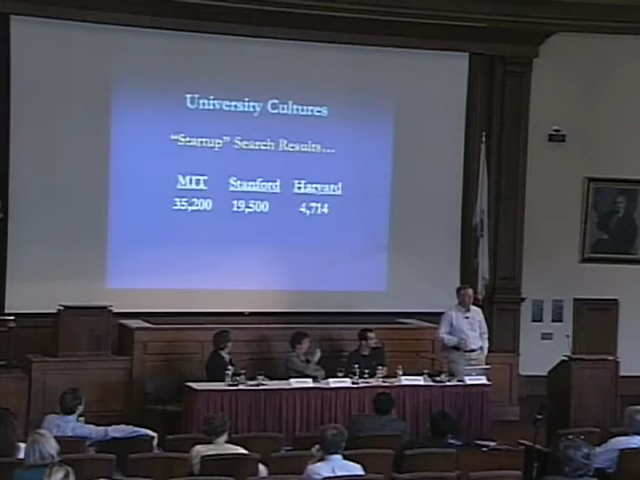 University Cultures
"Startup" Search Results...
MIT Stanford Harvard
35,200 19,500 4,714